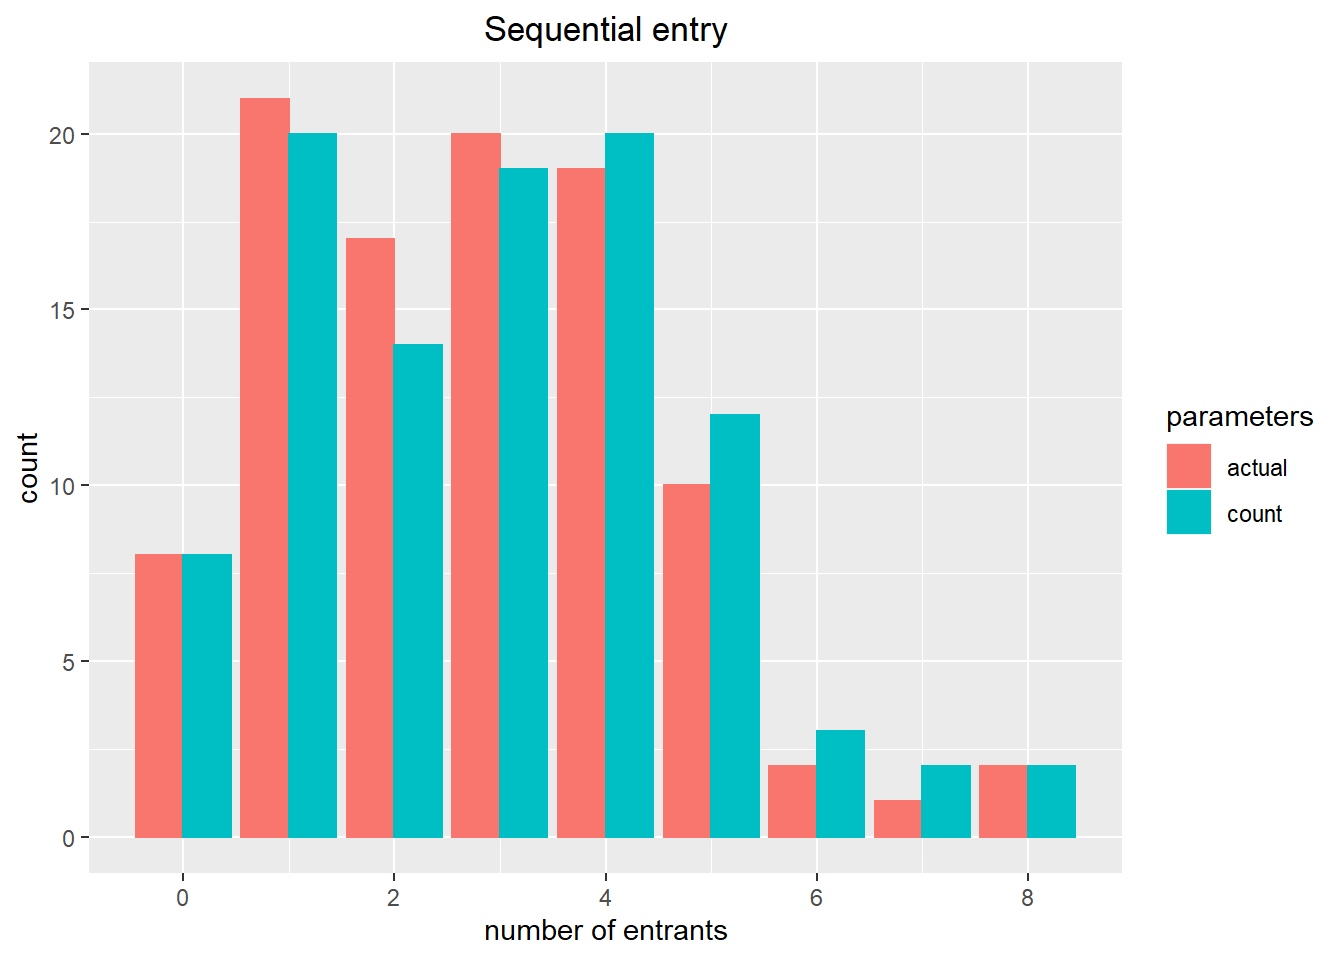 Sequential entry
20
15
10
5
0
count
0 2 4 6 8
number of entrants
parameters
actual
count